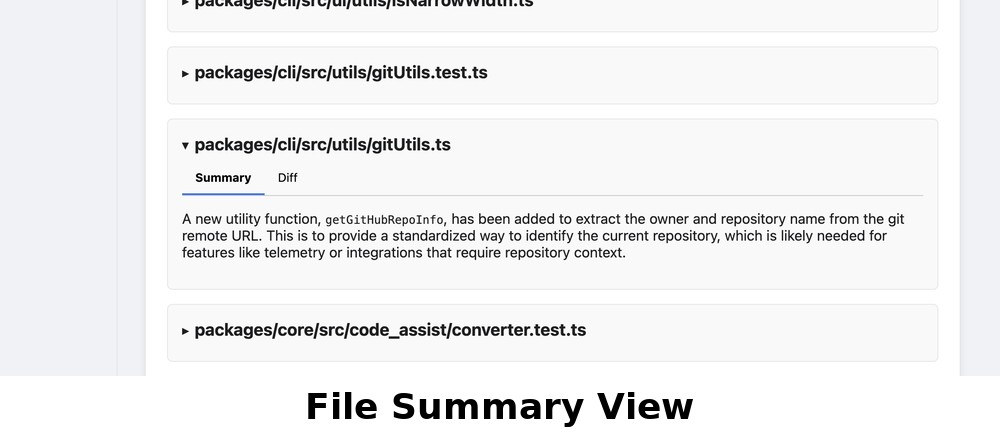 ▸ packages/cli/src/ui/utils/isNarrowWidth.ts
▸ packages/cli/src/utils/gitUtils.test.ts
▾ packages/cli/src/utils/gitUtils.ts
Summary Diff
A new utility function, getGitHubRepoInfo, has been added to extract the owner and repository name from the git
remote URL. This is to provide a standardized way to identify the current repository, which is likely needed for
features like telemetry or integrations that require repository context.
▸ packages/core/src/code_assist/converter.test.ts
File Summary View